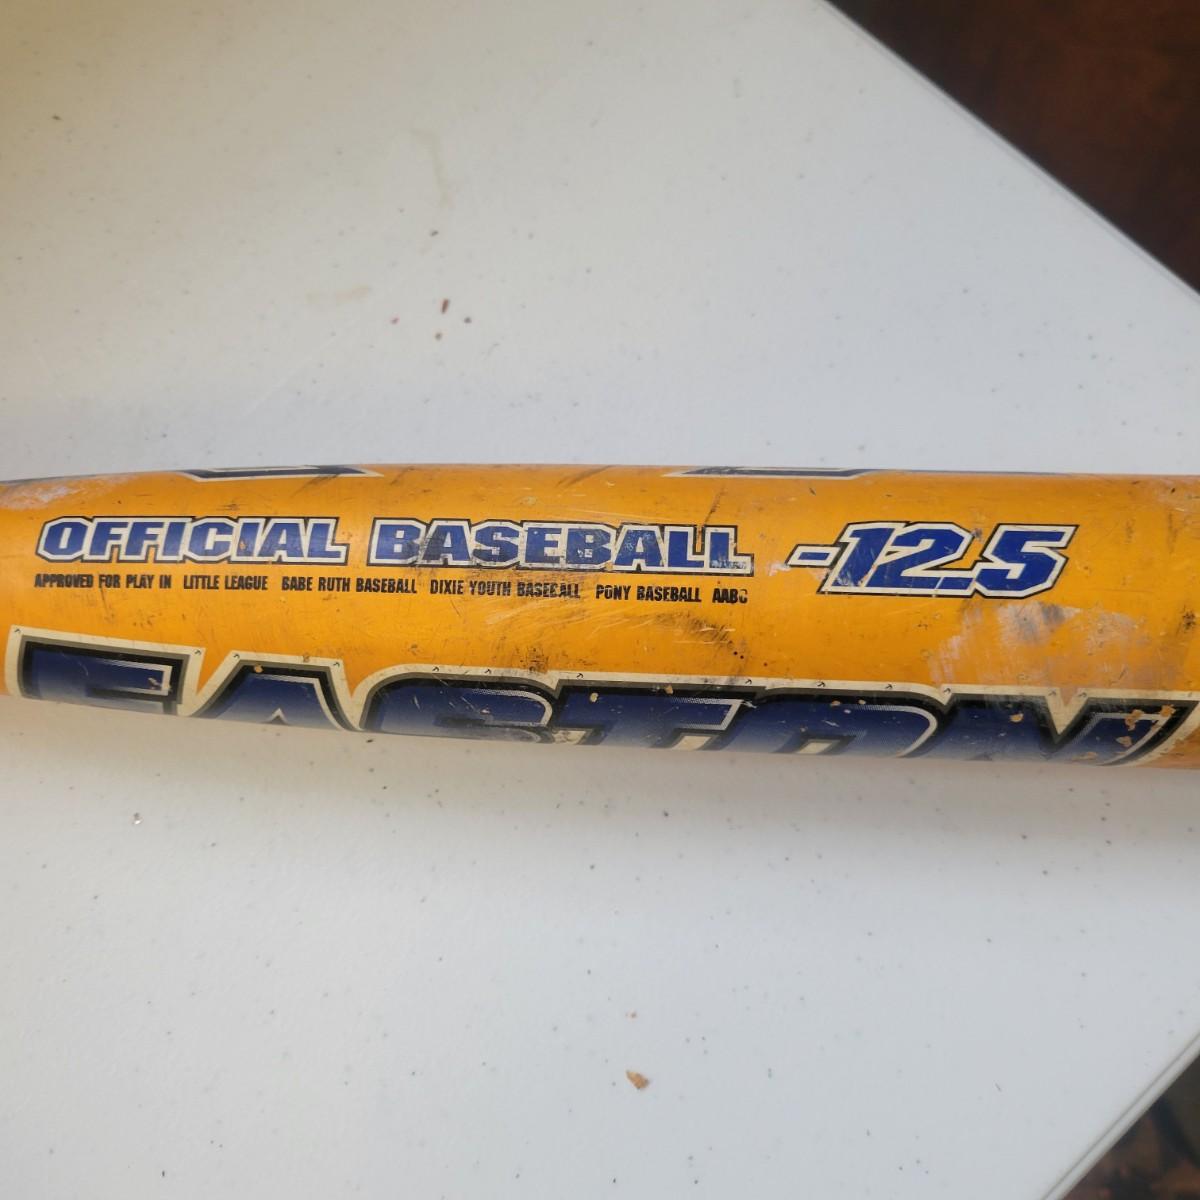 OFFICIAL BASEBALL -12.5
APPROVED FOR PLAY IN LITTLE LEAGUE BABE RUTH BASEBALL DIXIE YOUTH BASEBALL PONY BASEBALL AABC
EASTON